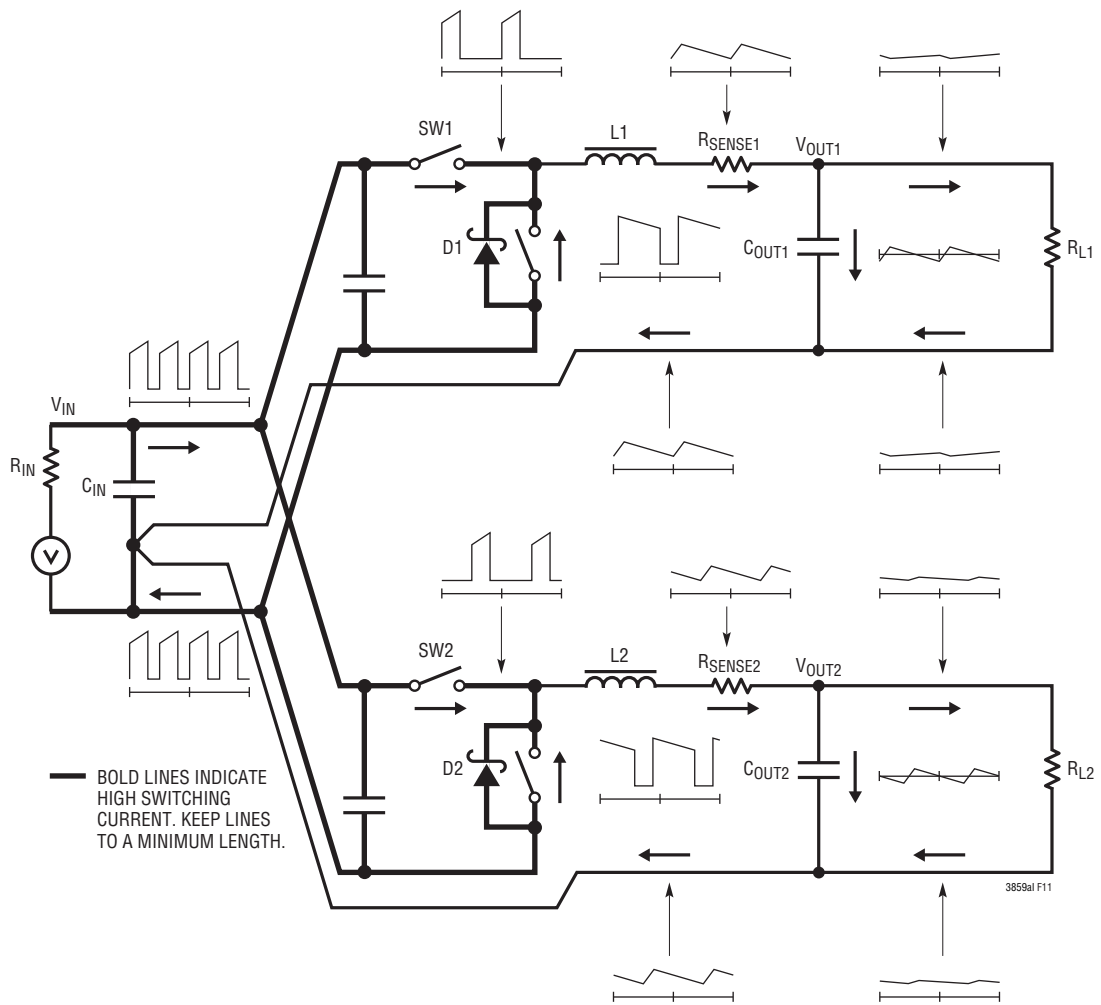 SW1
L1
RSENSE1
VOUT1
D1
COUT1
RL1
VIN
RIN
CIN
V
SW2
L2
RSENSE2
VOUT2
BOLD LINES INDICATE
HIGH SWITCHING
CURRENT. KEEP LINES
TO A MINIMUM LENGTH.
D2
COUT2
RL2
3859al F11